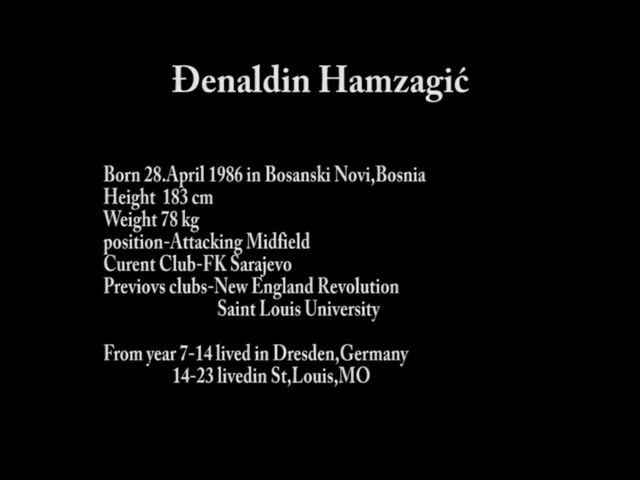 Đenaldin Hamzagić
Born 28.April 1986 in Bosanski Novi,Bosnia
Height 183 cm
Weight 78 kg
position-Attacking Midfield
Curent Club-FK Sarajevo
Previovs clubs-New England Revolution
Saint Louis University
From year 7-14 lived in Dresden,Germany
14-23 livedin St,Louis,MO